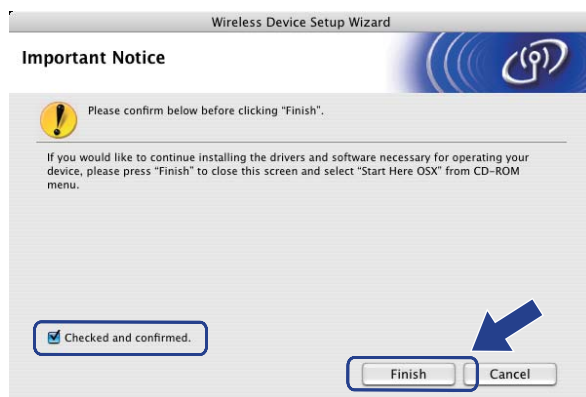 Wireless Device Setup Wizard
Important Notice
Please confirm below before clicking "Finish".
If you would like to continue installing the drivers and software necessary for operating your
device, please press "Finish" to close this screen and select "Start Here OSX" from CD-ROM
menu.
Checked and confirmed.
Finish
Cancel